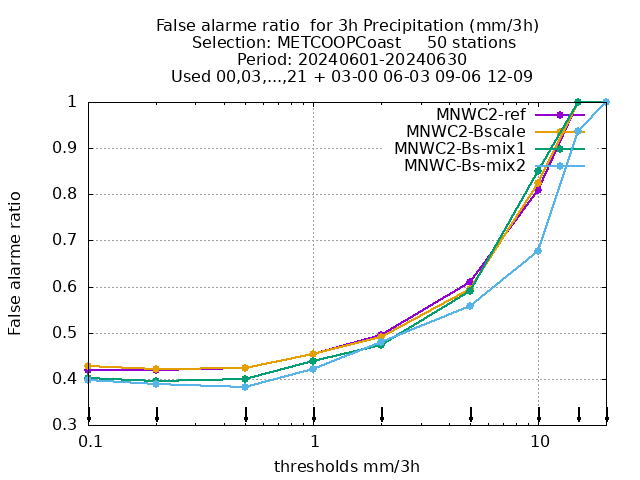 False alarme ratio  for 3h Precipitation (mm/3h)
Selection: METCOOPCoast     50 stations
Period: 20240601-20240630
Used 00,03,...,21 + 03-00 06-03 09-06 12-09
MNWC2-ref
MNWC2-Bscale
MNWC2-Bs-mix1
MNWC-Bs-mix2
False alarme ratio
1
0.9
0.8
0.7
0.6
0.5
0.4
0.3
0.1
1
10
thresholds mm/3h